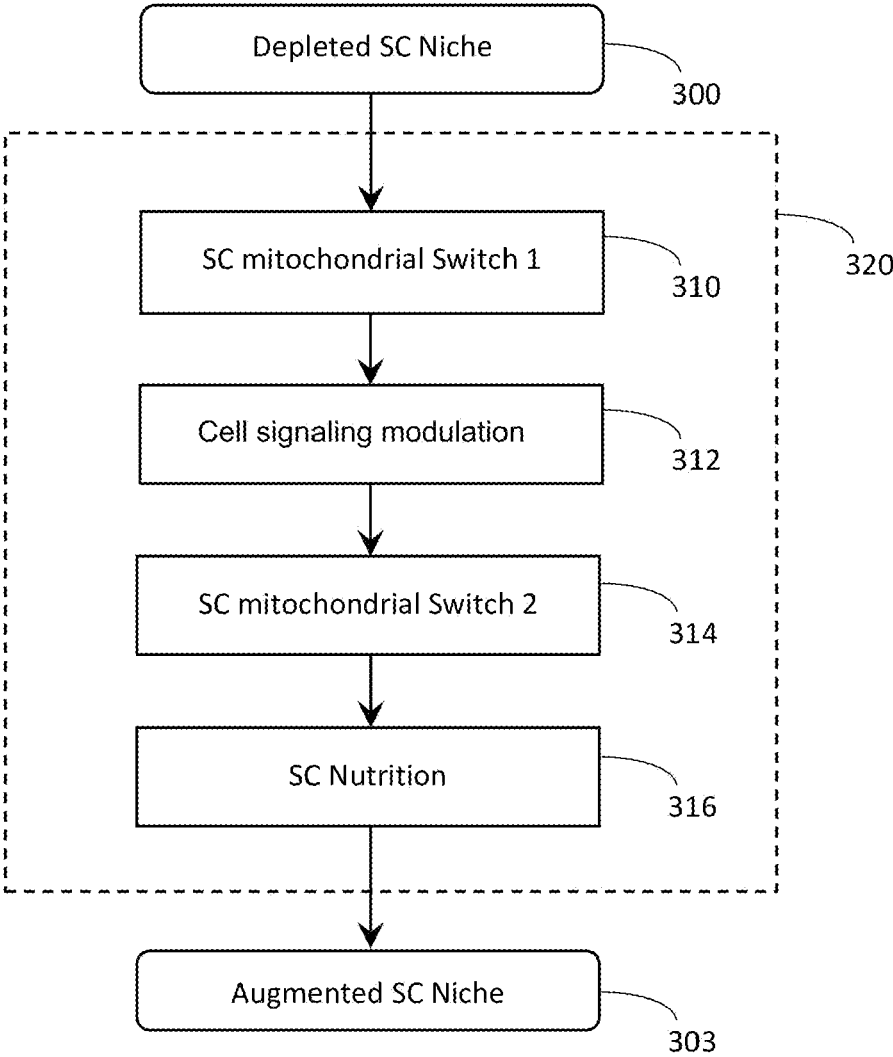 Depleted SC Niche
300
320
SC mitochondrial Switch 1
310
Cell signaling modulation
312
SC mitochondrial Switch 2
314
SC Nutrition
316
Augmented SC Niche
303